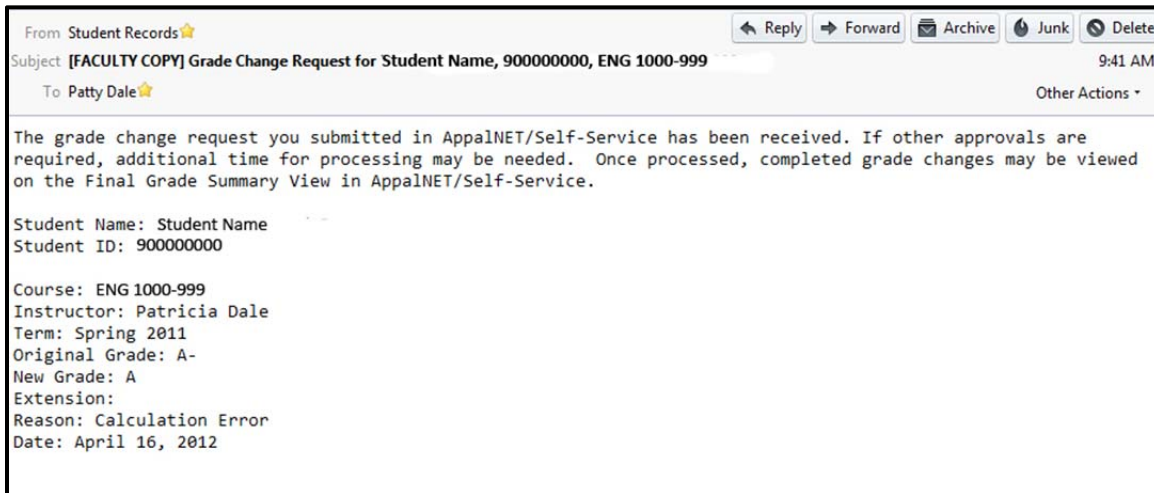 From Student Records
Reply Forward Archive Junk Delete
Subject [FACULTY COPY] Grade Change Request for Student Name, 900000000, ENG 1000-999 9:41 AM
To Patty Dale Other Actions
The grade change request you submitted in AppalNET/Self-Service has been received. If other approvals are
required, additional time for processing may be needed.  Once processed, completed grade changes may be viewed
on the Final Grade Summary View in AppalNET/Self-Service.
Student Name: Student Name
Student ID: 900000000
Course: ENG 1000-999
Instructor: Patricia Dale
Term: Spring 2011
Original Grade: A-
New Grade: A
Extension:
Reason: Calculation Error
Date: April 16, 2012